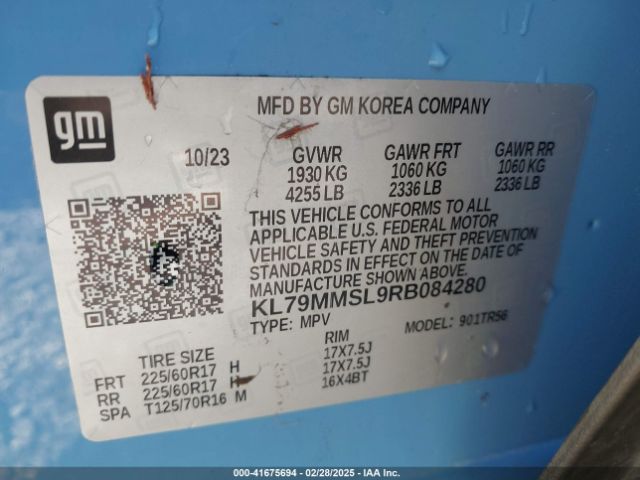 gm
MFD BY GM KOREA COMPANY
10/23
GVWR GAWR FRT GAWR RR
1930 KG 1060 KG 1060 KG
4255 LB 2336 LB 2336 LB
THIS VEHICLE CONFORMS TO ALL
APPLICABLE U.S. FEDERAL MOTOR
VEHICLE SAFETY AND THEFT PREVENTION
STANDARDS IN EFFECT ON THE DATE OF
MANUFACTURE SHOWN ABOVE.
KL79MMSL9RB084280
TYPE: MPV MODEL: 901TR56
TIRE SIZE RIM
FRT 225/60R17 H 17X7.5J
RR 225/60R17 H 17X7.5J
SPA T125/70R16 M 16X4BT
000-41675694 - 02/28/2025 - IAA Inc.